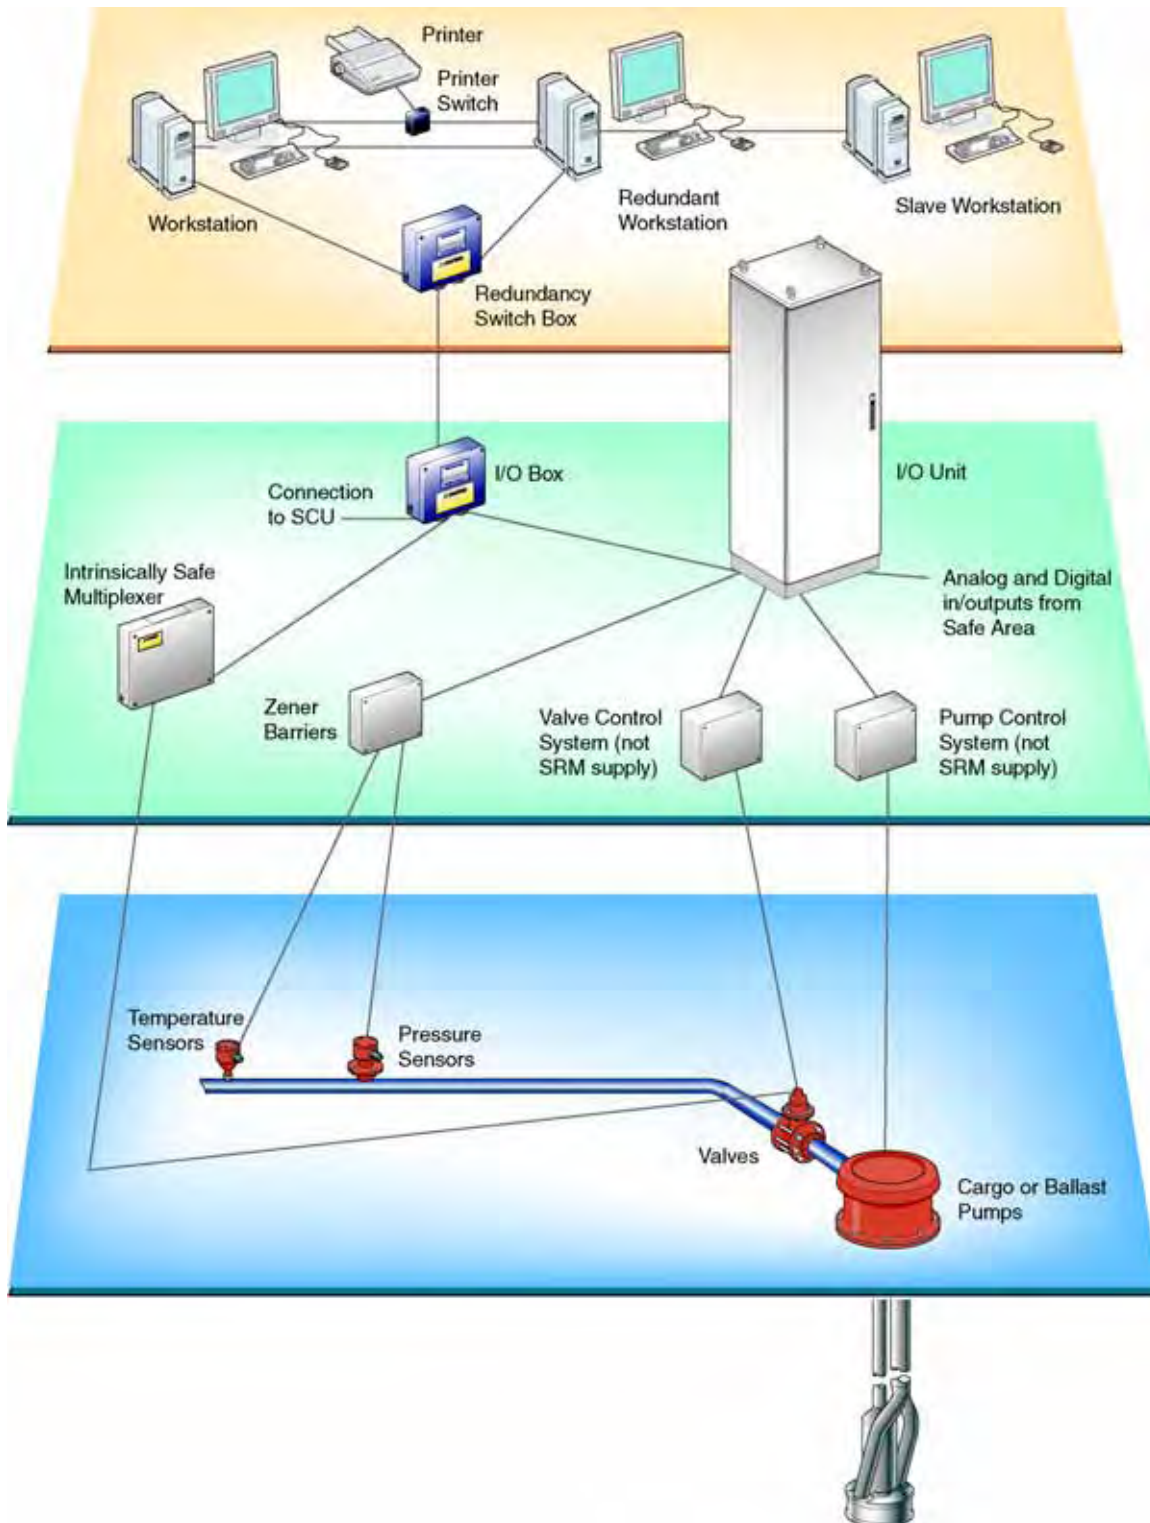 Printer
Printer
Switch
Workstation
Redundant
Workstation
Slave Workstation
Redundancy
Switch Box
I/O Box
I/O Unit
Connection
to SCU
Intrinsically Safe
Multiplexer
Analog and Digital
in/outputs from
Safe Area
Zener
Barriers
Valve Control
System (not
SRM supply)
Pump Control
System (not
SRM supply)
Temperature
Sensors
Pressure
Sensors
Valves
Cargo or Ballast
Pumps